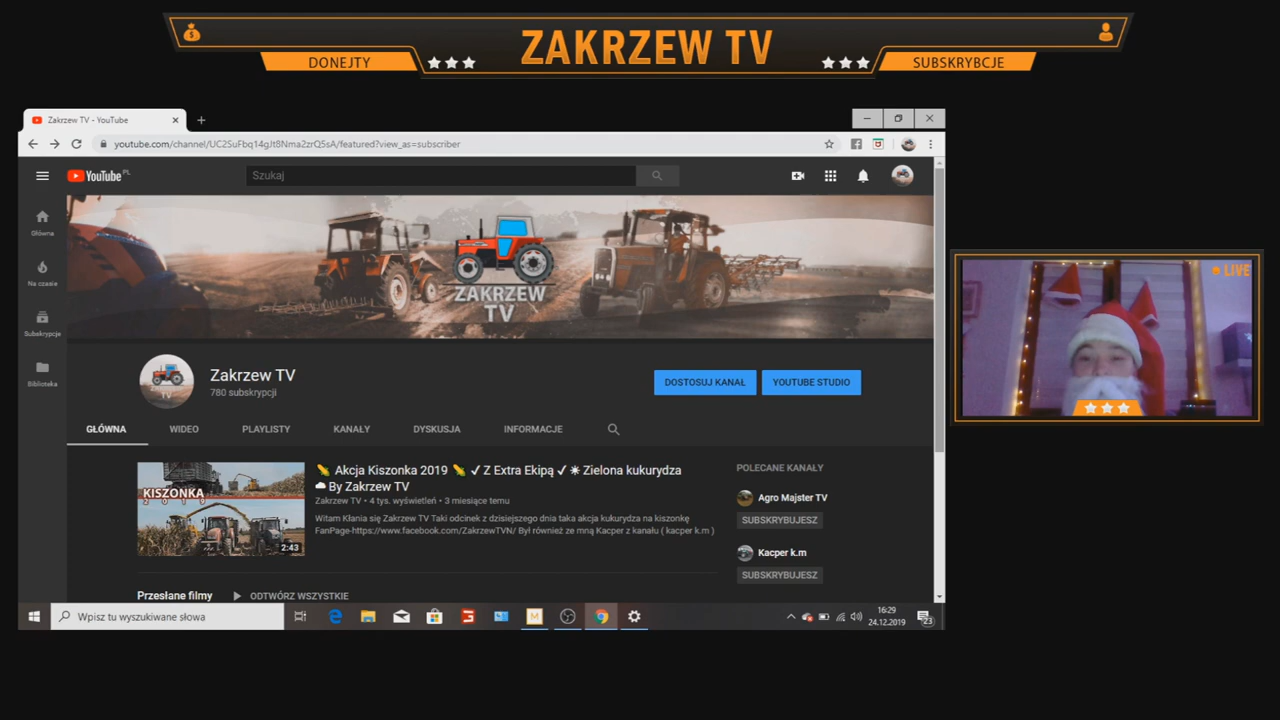 ZAKRZEW TV
DONEJTY
SUBSKRYBCJE
Zakrzew TV - YouTube
youtube.com/channel/UC2SuFbq14gJt8Nma2zrQ5sA/featured?view_as=subscriber
YouTube PL
Szukaj
Główna
Na czasie
Subskrypcje
Biblioteka
ZAKRZEW
TV
LIVE
Zakrzew TV
780 subskrypcji
DOSTOSUJ KANAŁ
YOUTUBE STUDIO
GŁÓWNA
WIDEO
PLAYLISTY
KANAŁY
DYSKUSJA
INFORMACJE
KISZONKA
2019
2:43
Akcja Kiszonka 2019 🌽 ✓ Z Extra Ekipą ✓ ☀ Zielona kukurydza
By Zakrzew TV
Zakrzew TV • 4 tys. wyświetleń • 3 miesiące temu
Witam Kłania się Zakrzew TV Taki odcinek z dzisiejszego dnia taka akcja kukurydza na kiszonkę
FanPage-https://www.facebook.com/ZakrzewTVN/ Był również ze mną Kacper z kanału ( kacper k.m )
POLECANE KANAŁY
Agro Majster TV
SUBSKRYBUJESZ
Kacper k.m
SUBSKRYBUJESZ
Przesłane filmy
ODTWÓRZ WSZYSTKIE
Wpisz tu wyszukiwane słowa
16:29
24.12.2019
23